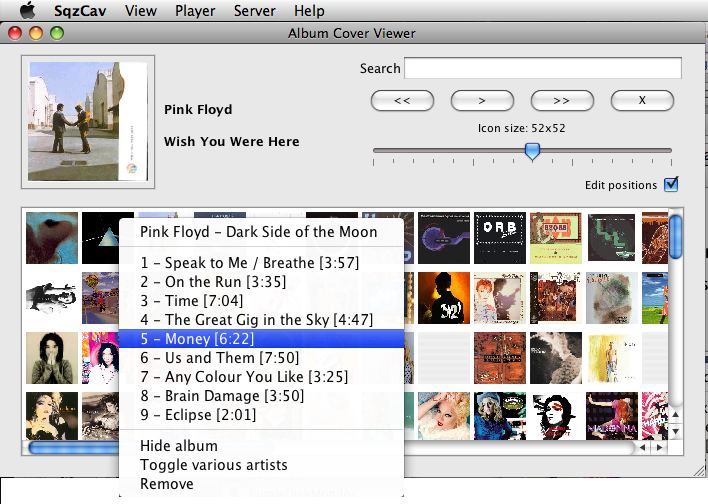 SqzCav View Player Server Help
Album Cover Viewer
Search
Pink Floyd
<< > >> X
Wish You Were Here
Icon size: 52x52
Edit positions
ORB
Pink Floyd - Dark Side of the Moon
1 - Speak to Me / Breathe [3:57]
2 - On the Run [3:35]
3 - Time [7:04]
4 - The Great Gig in the Sky [4:47]
5 - Money [6:22]
6 - Us and Them [7:50]
7 - Any Colour You Like [3:25]
8 - Brain Damage [3:50]
9 - Eclipse [2:01]
MADONNA
Hide album
Toggle various artists
Remove